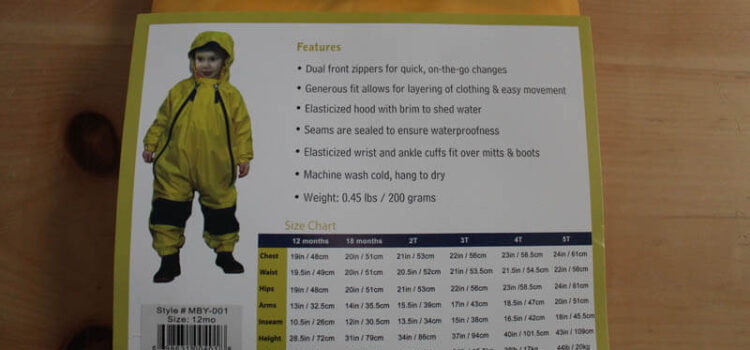 Features
• Dual front zippers for quick, on-the-go changes
• Generous fit allows for layering of clothing & easy movement
• Elasticized hood with brim to shed water
• Seams are sealed to ensure waterproofness
• Elasticized wrist and ankle cuffs fit over mitts & boots
• Machine wash cold, hang to dry
• Weight: 0.45 lbs / 200 grams
Size Chart
12 months 18 months 2T 3T 4T 5T
Chest 19in / 48cm 20in / 51cm 21in / 53cm 22in / 56cm 23in / 58.5cm 24in / 61cm
Waist 19.5in / 49cm 20in / 51cm 20.5in / 52cm 21in / 53.5cm 21.5in / 54.5cm 22in / 56cm
Hips 19in / 48cm 20in / 51cm 21in / 53cm 22in / 56cm 23in /58.5cm 24in / 61cm
Arms 13in / 32.5cm 14in / 35.5cm 15.5in / 39cm 17in / 43cm 18.5in / 47cm 20in / 51cm
Inseam 10.5in / 26cm 12in / 30.5cm 13.5in / 34cm 15in / 38cm 16.5in / 42cm 18in / 45.5cm
Height 28.5in / 72cm 31in / 79cm 34in / 86cm 37in / 94cm 40in / 101.5cm 43in / 109cm
44lb / 20kg
Style # MBY-001
Size: 12mo